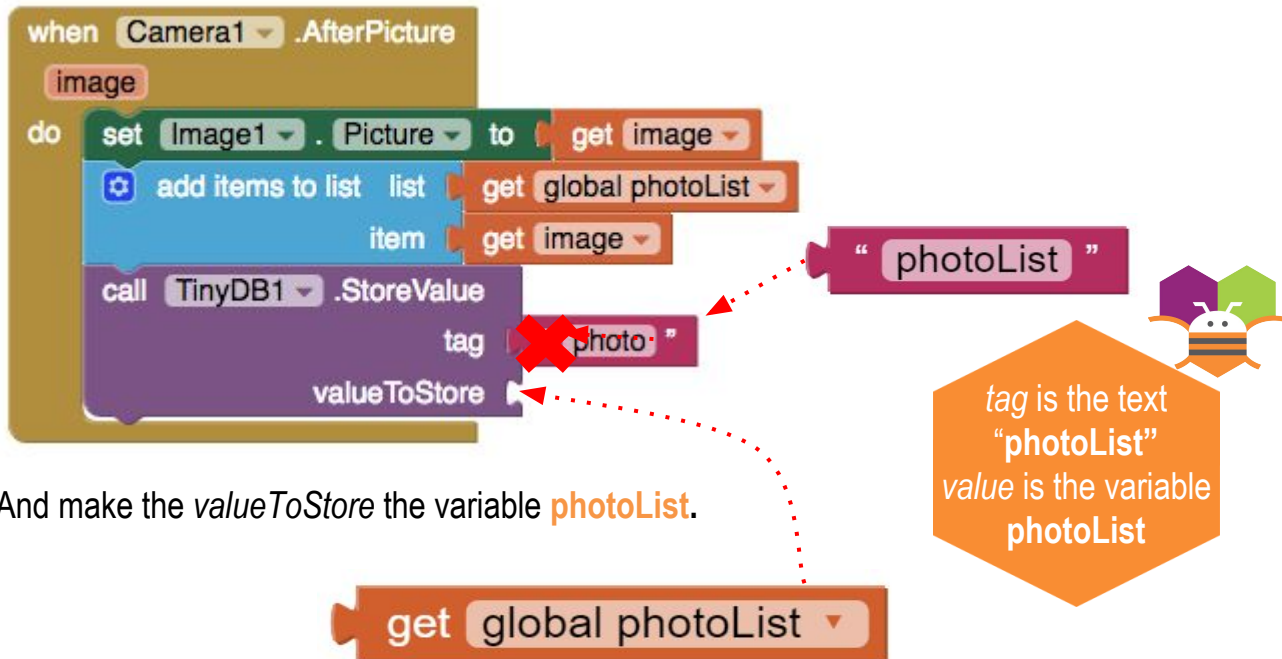 when Camera1 .AfterPicture
image
do set Image1 . Picture to get image
add items to list list get global photoList
item get image
" photoList "
call TinyDB1 .StoreValue
tag photo "
valueToStore
tag is the text
“photoList”
value is the variable
photoList
And make the valueToStore the variable photoList.
get global photoList